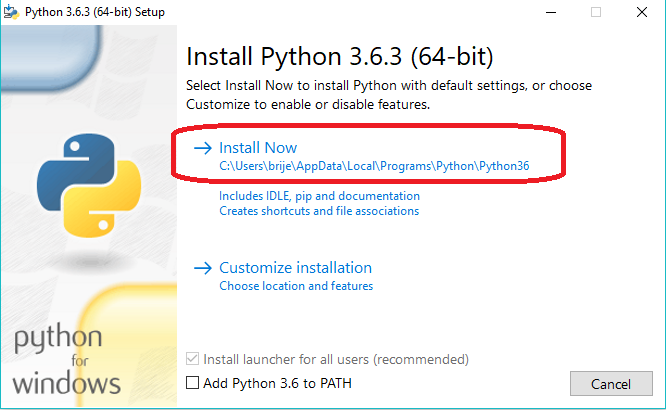 Python 3.6.3 (64-bit) Setup
Install Python 3.6.3 (64-bit)
Select Install Now to install Python with default settings, or choose
Customize to enable or disable features.
Install Now
C:\Users\brije\AppData\Local\Programs\Python\Python36
Includes IDLE, pip and documentation
Creates shortcuts and file associations
Customize installation
Choose location and features
python
for
windows
Install launcher for all users (recommended)
Add Python 3.6 to PATH
Cancel